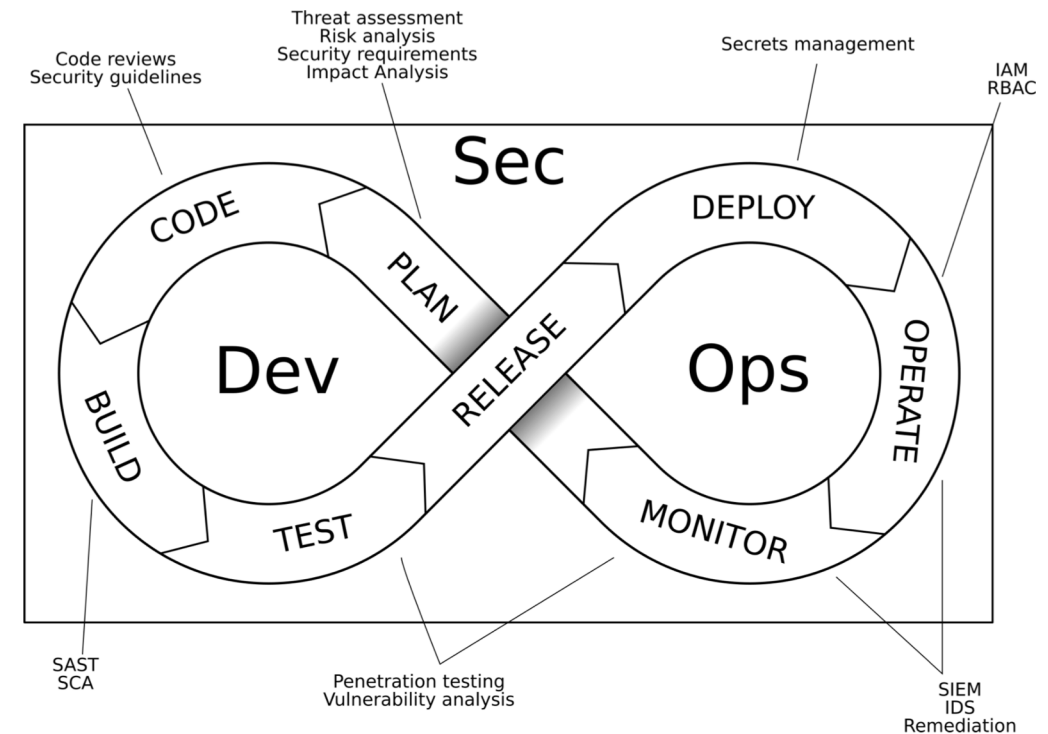 Threat assessment
Risk analysis
Security requirements
Impact Analysis
Code reviews
Security guidelines
Secrets management
IAM
RBAC
Sec
CODE
PLAN
DEPLOY
RELEASE
OPERATE
Dev
Ops
BUILD
TEST
MONITOR
SAST
SCA
Penetration testing
Vulnerability analysis
SIEM
IDS
Remediation